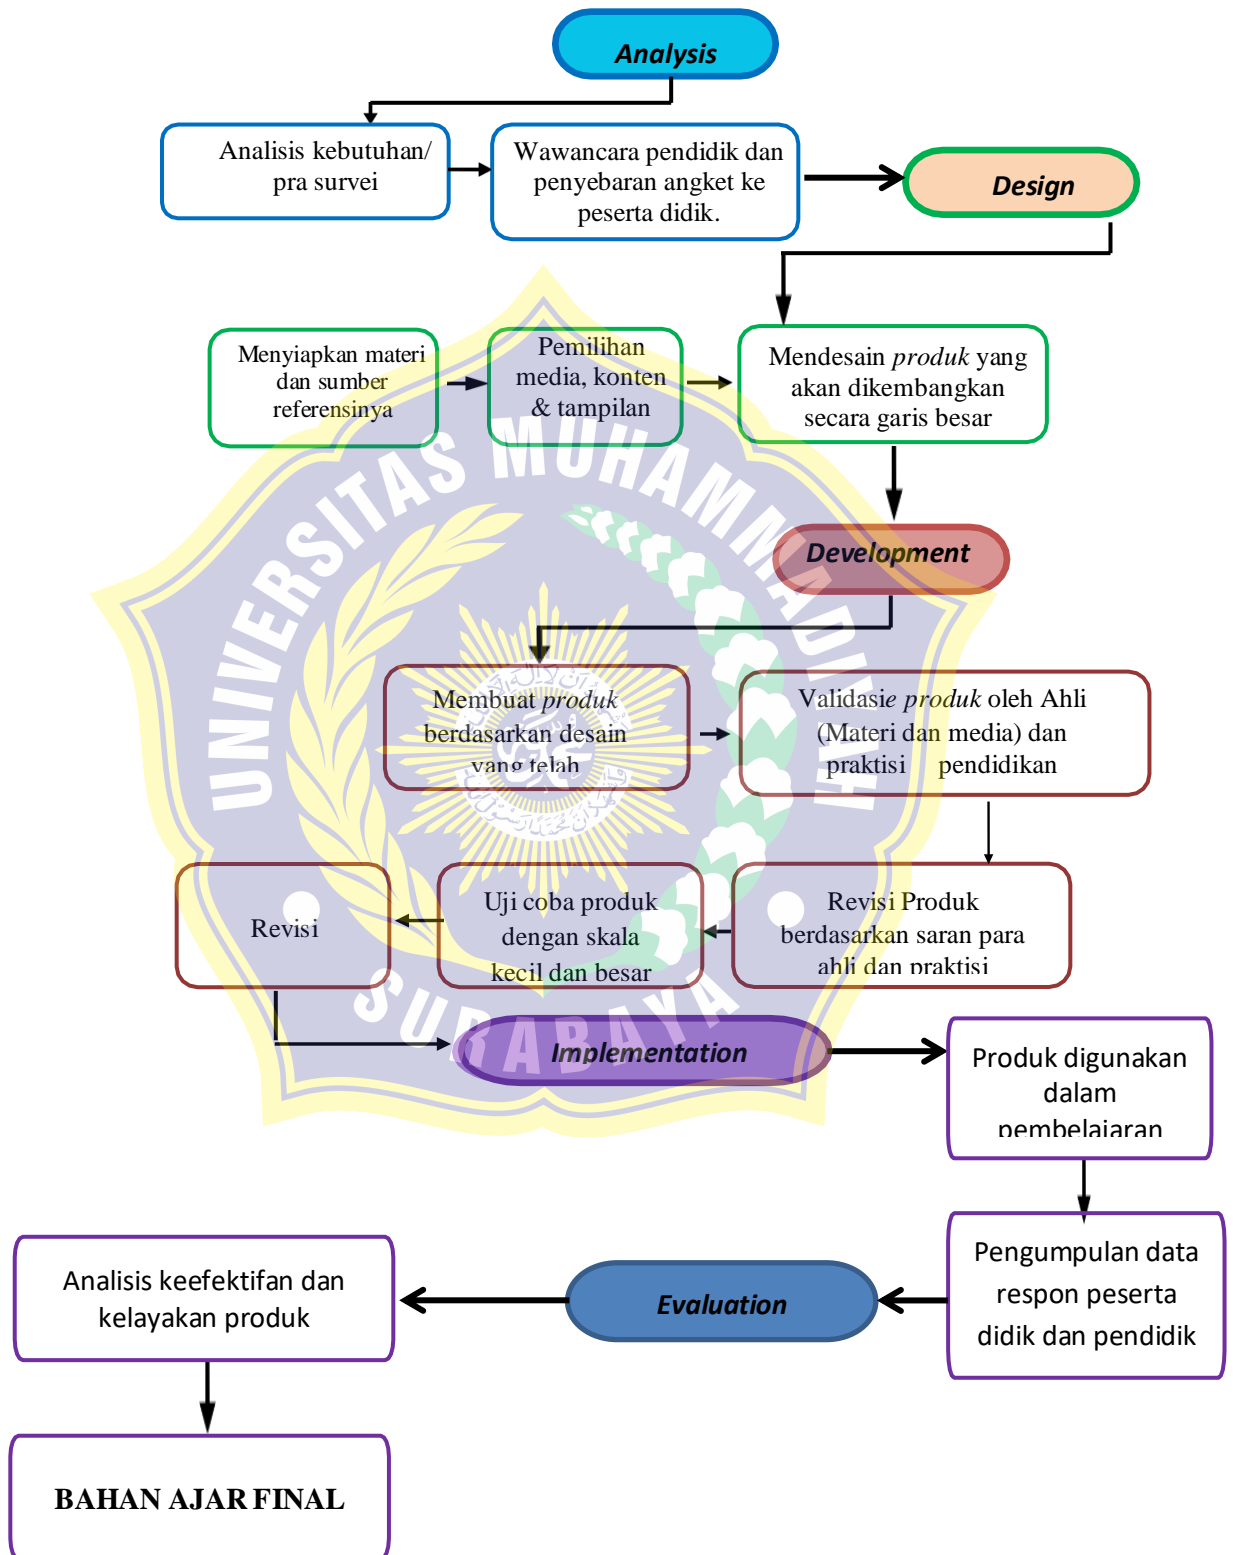 Analysis
Analisis kebutuhan/
pra survei
Wawancara pendidik dan
penyebaran angket ke
peserta didik.
Design
Menyiapkan materi
dan sumber
referensinya
Pemilihan
media, konten
& tampilan
Mendesain produk yang
akan dikembangkan
secara garis besar
Development
Membuat produk
berdasarkan desain
yang telah
Validasie produk oleh Ahli
(Materi dan media) dan
praktisi pendidikan
Revisi Produk
berdasarkan saran para
ahli dan praktisi
Uji coba produk
dengan skala
kecil dan besar
Revisi
Implementation
Produk digunakan
dalam
pembelajaran
Pengumpulan data
respon peserta
didik dan pendidik
Evaluation
Analisis keefektifan dan
kelayakan produk
BAHAN AJAR FINAL
UNIVERSITAS MUHAMMADIYAH
SURABAYA